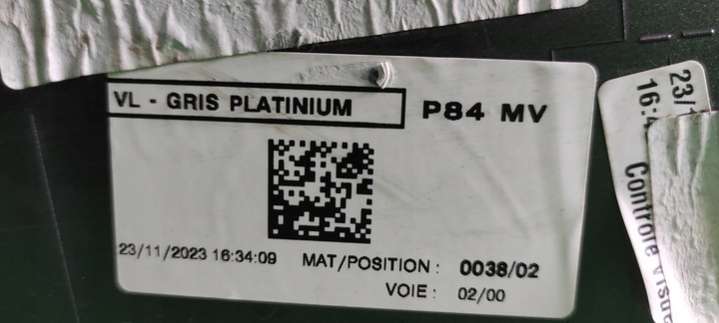 VL - GRIS PLATINIUM
P84 MV
23/11/2023 16:34:09
MAT/POSITION : 0038/02
VOIE : 02/00
23/
16:
Controle